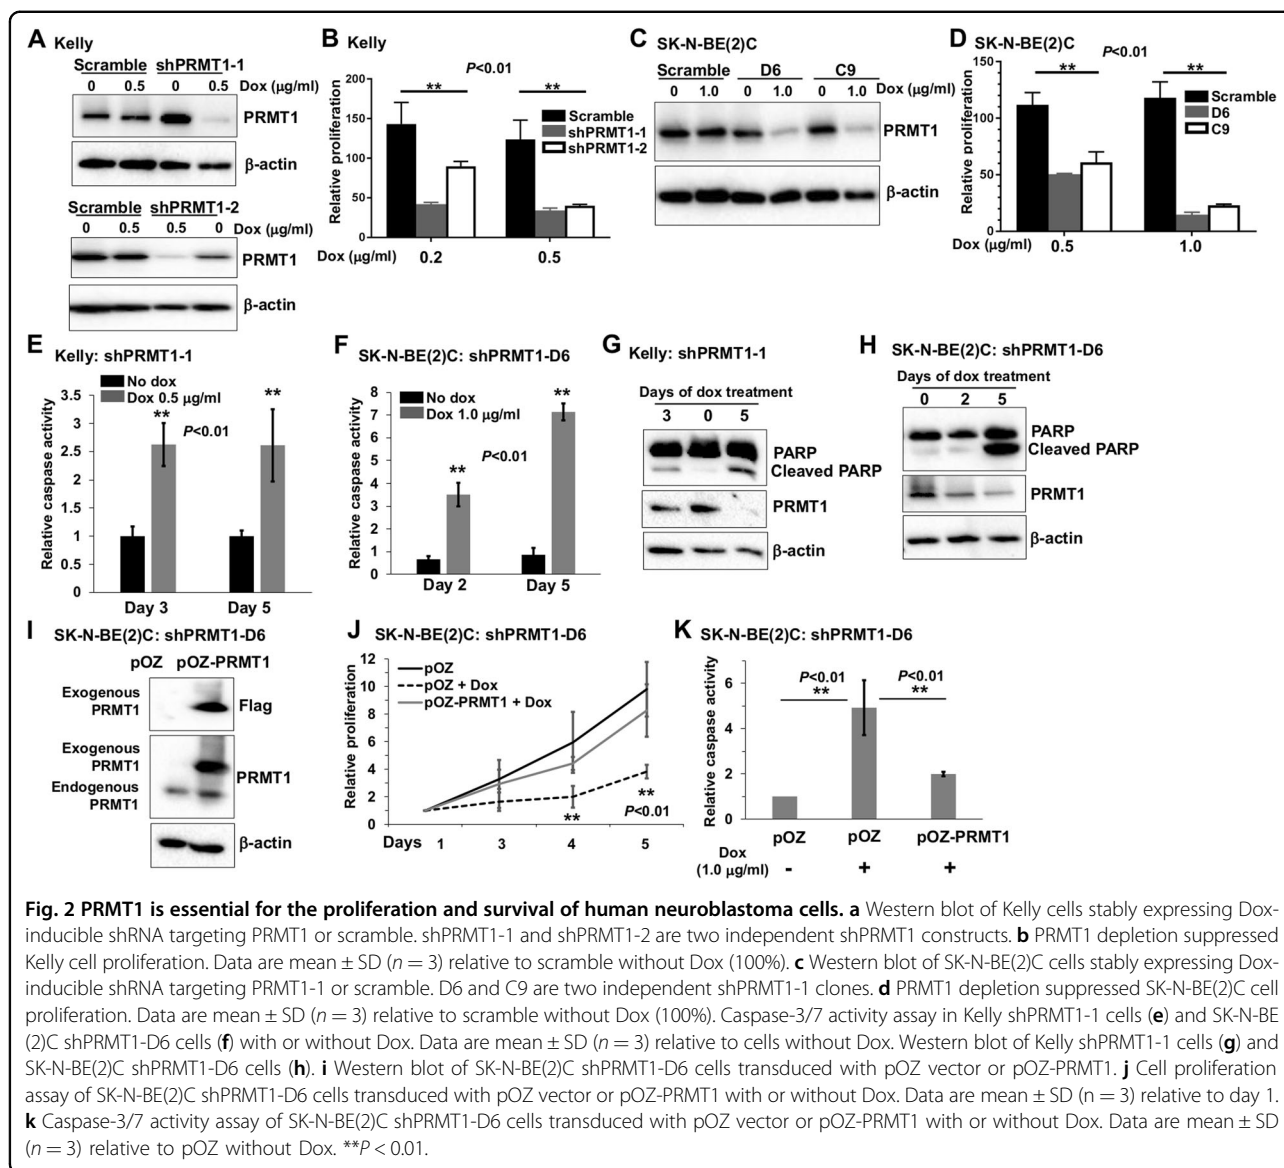 A Kelly
Scramble shPRMT1-1
0 0.5 0 0.5 Dox (µg/ml)
PRMT1
β-actin
Scramble shPRMT1-2
0 0.5 0.5 0 Dox (µg/ml)
PRMT1
β-actin
B Kelly
P<0.01
** **
Relative proliferation
200
150
100
50
0
Scramble
shPRMT1-1
shPRMT1-2
Dox (µg/ml) 0.2 0.5
C SK-N-BE(2)C
Scramble D6 C9
0 1.0 0 1.0 0 1.0 Dox (µg/ml)
PRMT1
β-actin
D SK-N-BE(2)C
P<0.01
** **
Relative proliferation
150
100
50
0
Scramble
D6
C9
Dox (µg/ml) 0.5 1.0
E Kelly: shPRMT1-1
No dox
Dox 0.5 µg/ml
** **
P<0.01
Relative caspase activity
3.5
3
2.5
2
1.5
1
0.5
0
Day 3 Day 5
F SK-N-BE(2)C: shPRMT1-D6
No dox
Dox 1.0 µg/ml
** **
P<0.01
Relative caspase activity
8
7
6
5
4
3
2
1
0
Day 2 Day 5
G Kelly: shPRMT1-1
Days of dox treatment
3 0 5
PARP
Cleaved PARP
PRMT1
β-actin
H SK-N-BE(2)C: shPRMT1-D6
Days of dox treatment
0 2 5
PARP
Cleaved PARP
PRMT1
β-actin
I SK-N-BE(2)C: shPRMT1-D6
pOZ pOZ-PRMT1
Exogenous
PRMT1
Flag
Exogenous
PRMT1
PRMT1
Endogenous
PRMT1
β-actin
J SK-N-BE(2)C: shPRMT1-D6
pOZ
pOZ + Dox
pOZ-PRMT1 + Dox
Relative proliferation
12
10
8
6
4
2
0
** **
P<0.01
Days 1 3 4 5
K SK-N-BE(2)C: shPRMT1-D6
P<0.01 P<0.01
** **
Relative caspase activity
6
4
2
0
pOZ pOZ pOZ-PRMT1
Dox
(1.0 µg/ml) - + +
Fig. 2 PRMT1 is essential for the proliferation and survival of human neuroblastoma cells. a Western blot of Kelly cells stably expressing Dox-
inducible shRNA targeting PRMT1 or scramble. shPRMT1-1 and shPRMT1-2 are two independent shPRMT1 constructs. b PRMT1 depletion suppressed
Kelly cell proliferation. Data are mean ± SD (n = 3) relative to scramble without Dox (100%). c Western blot of SK-N-BE(2)C cells stably expressing Dox-
inducible shRNA targeting PRMT1-1 or scramble. D6 and C9 are two independent shPRMT1-1 clones. d PRMT1 depletion suppressed SK-N-BE(2)C cell
proliferation. Data are mean ± SD (n = 3) relative to scramble without Dox (100%). Caspase-3/7 activity assay in Kelly shPRMT1-1 cells (e) and SK-N-BE
(2)C shPRMT1-D6 cells (f) with or without Dox. Data are mean ± SD (n = 3) relative to cells without Dox. Western blot of Kelly shPRMT1-1 cells (g) and
SK-N-BE(2)C shPRMT1-D6 cells (h). i Western blot of SK-N-BE(2)C shPRMT1-D6 cells transduced with pOZ vector or pOZ-PRMT1. j Cell proliferation
assay of SK-N-BE(2)C shPRMT1-D6 cells transduced with pOZ vector or pOZ-PRMT1 with or without Dox. Data are mean ± SD (n = 3) relative to day 1.
k Caspase-3/7 activity assay of SK-N-BE(2)C shPRMT1-D6 cells transduced with pOZ vector or pOZ-PRMT1 with or without Dox. Data are mean ± SD
(n = 3) relative to pOZ without Dox. **P < 0.01.